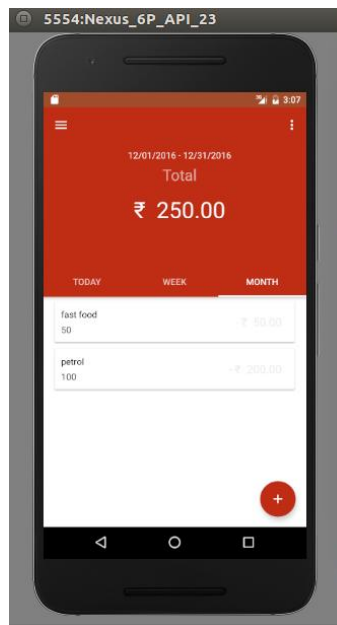 5554:Nexus_6P_API_23
3:07
12/01/2016 - 12/31/2016
Total
₹ 250.00
TODAY WEEK MONTH
fast food
50
-₹ 50.00
petrol
100
-₹ 200.00
+